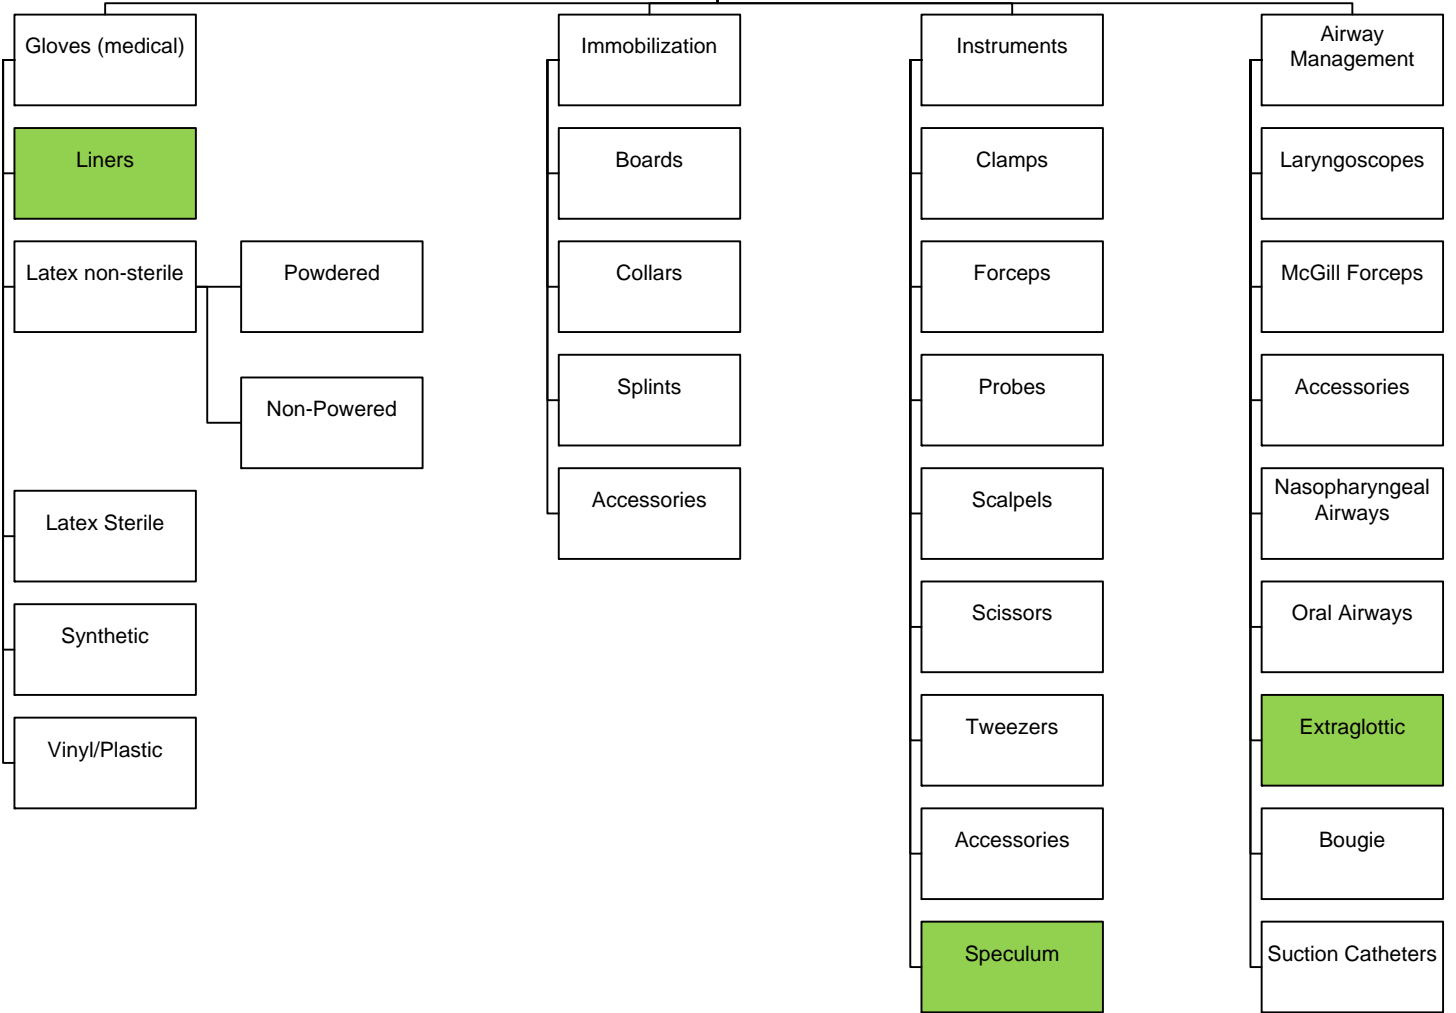 Gloves (medical)
Liners
Latex non-sterile
Powdered
Non-Powered
Latex Sterile
Synthetic
Vinyl/Plastic
Immobilization
Boards
Collars
Splints
Accessories
Instruments
Clamps
Forceps
Probes
Scalpels
Scissors
Tweezers
Accessories
Speculum
Airway
Management
Laryngoscopes
McGill Forceps
Accessories
Nasopharyngeal
Airways
Oral Airways
Extraglottic
Bougie
Suction Catheters